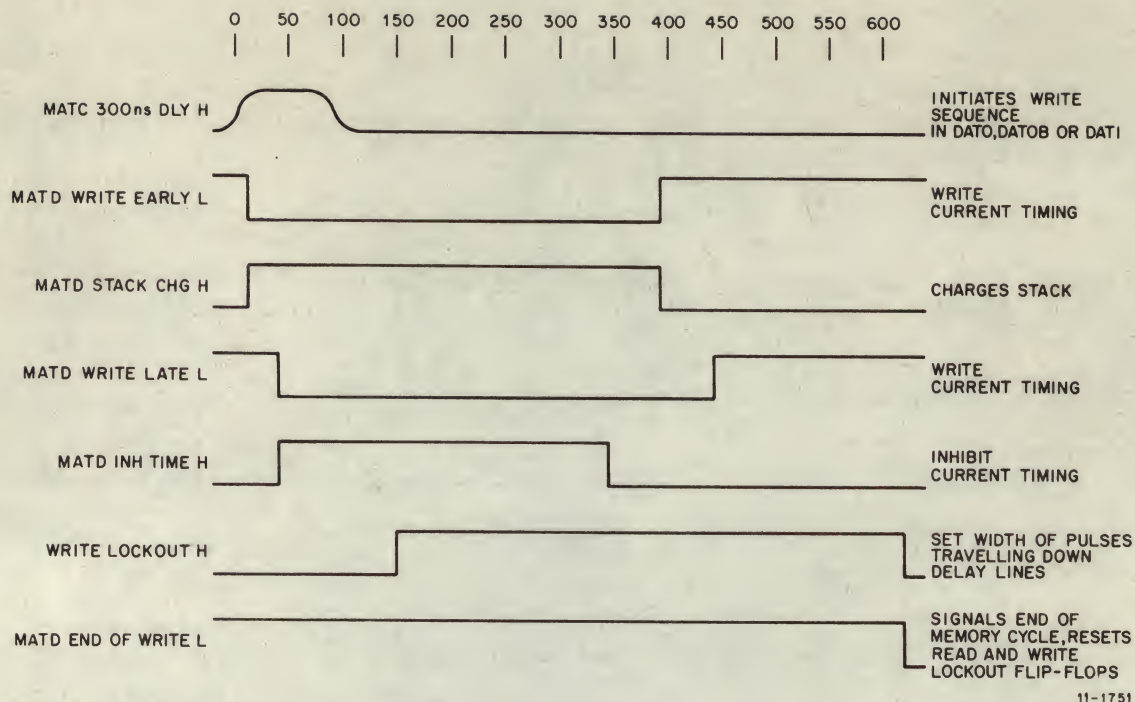 0 50 100 150 200 250 300 350 400 450 500 550 600
MATC 300ns DLY H
INITIATES WRITE
SEQUENCE
IN DATO,DATOB OR DATI
MATD WRITE EARLY L
WRITE
CURRENT TIMING
MATD STACK CHG H
CHARGES STACK
MATD WRITE LATE L
WRITE
CURRENT TIMING
MATD INH TIME H
INHIBIT
CURRENT TIMING
WRITE LOCKOUT H
SET WIDTH OF PULSES
TRAVELLING DOWN
DELAY LINES
MATD END OF WRITE L
SIGNALS END OF
MEMORY CYCLE,RESETS
READ AND WRITE
LOCKOUT FLIP-FLOPS
11-1751